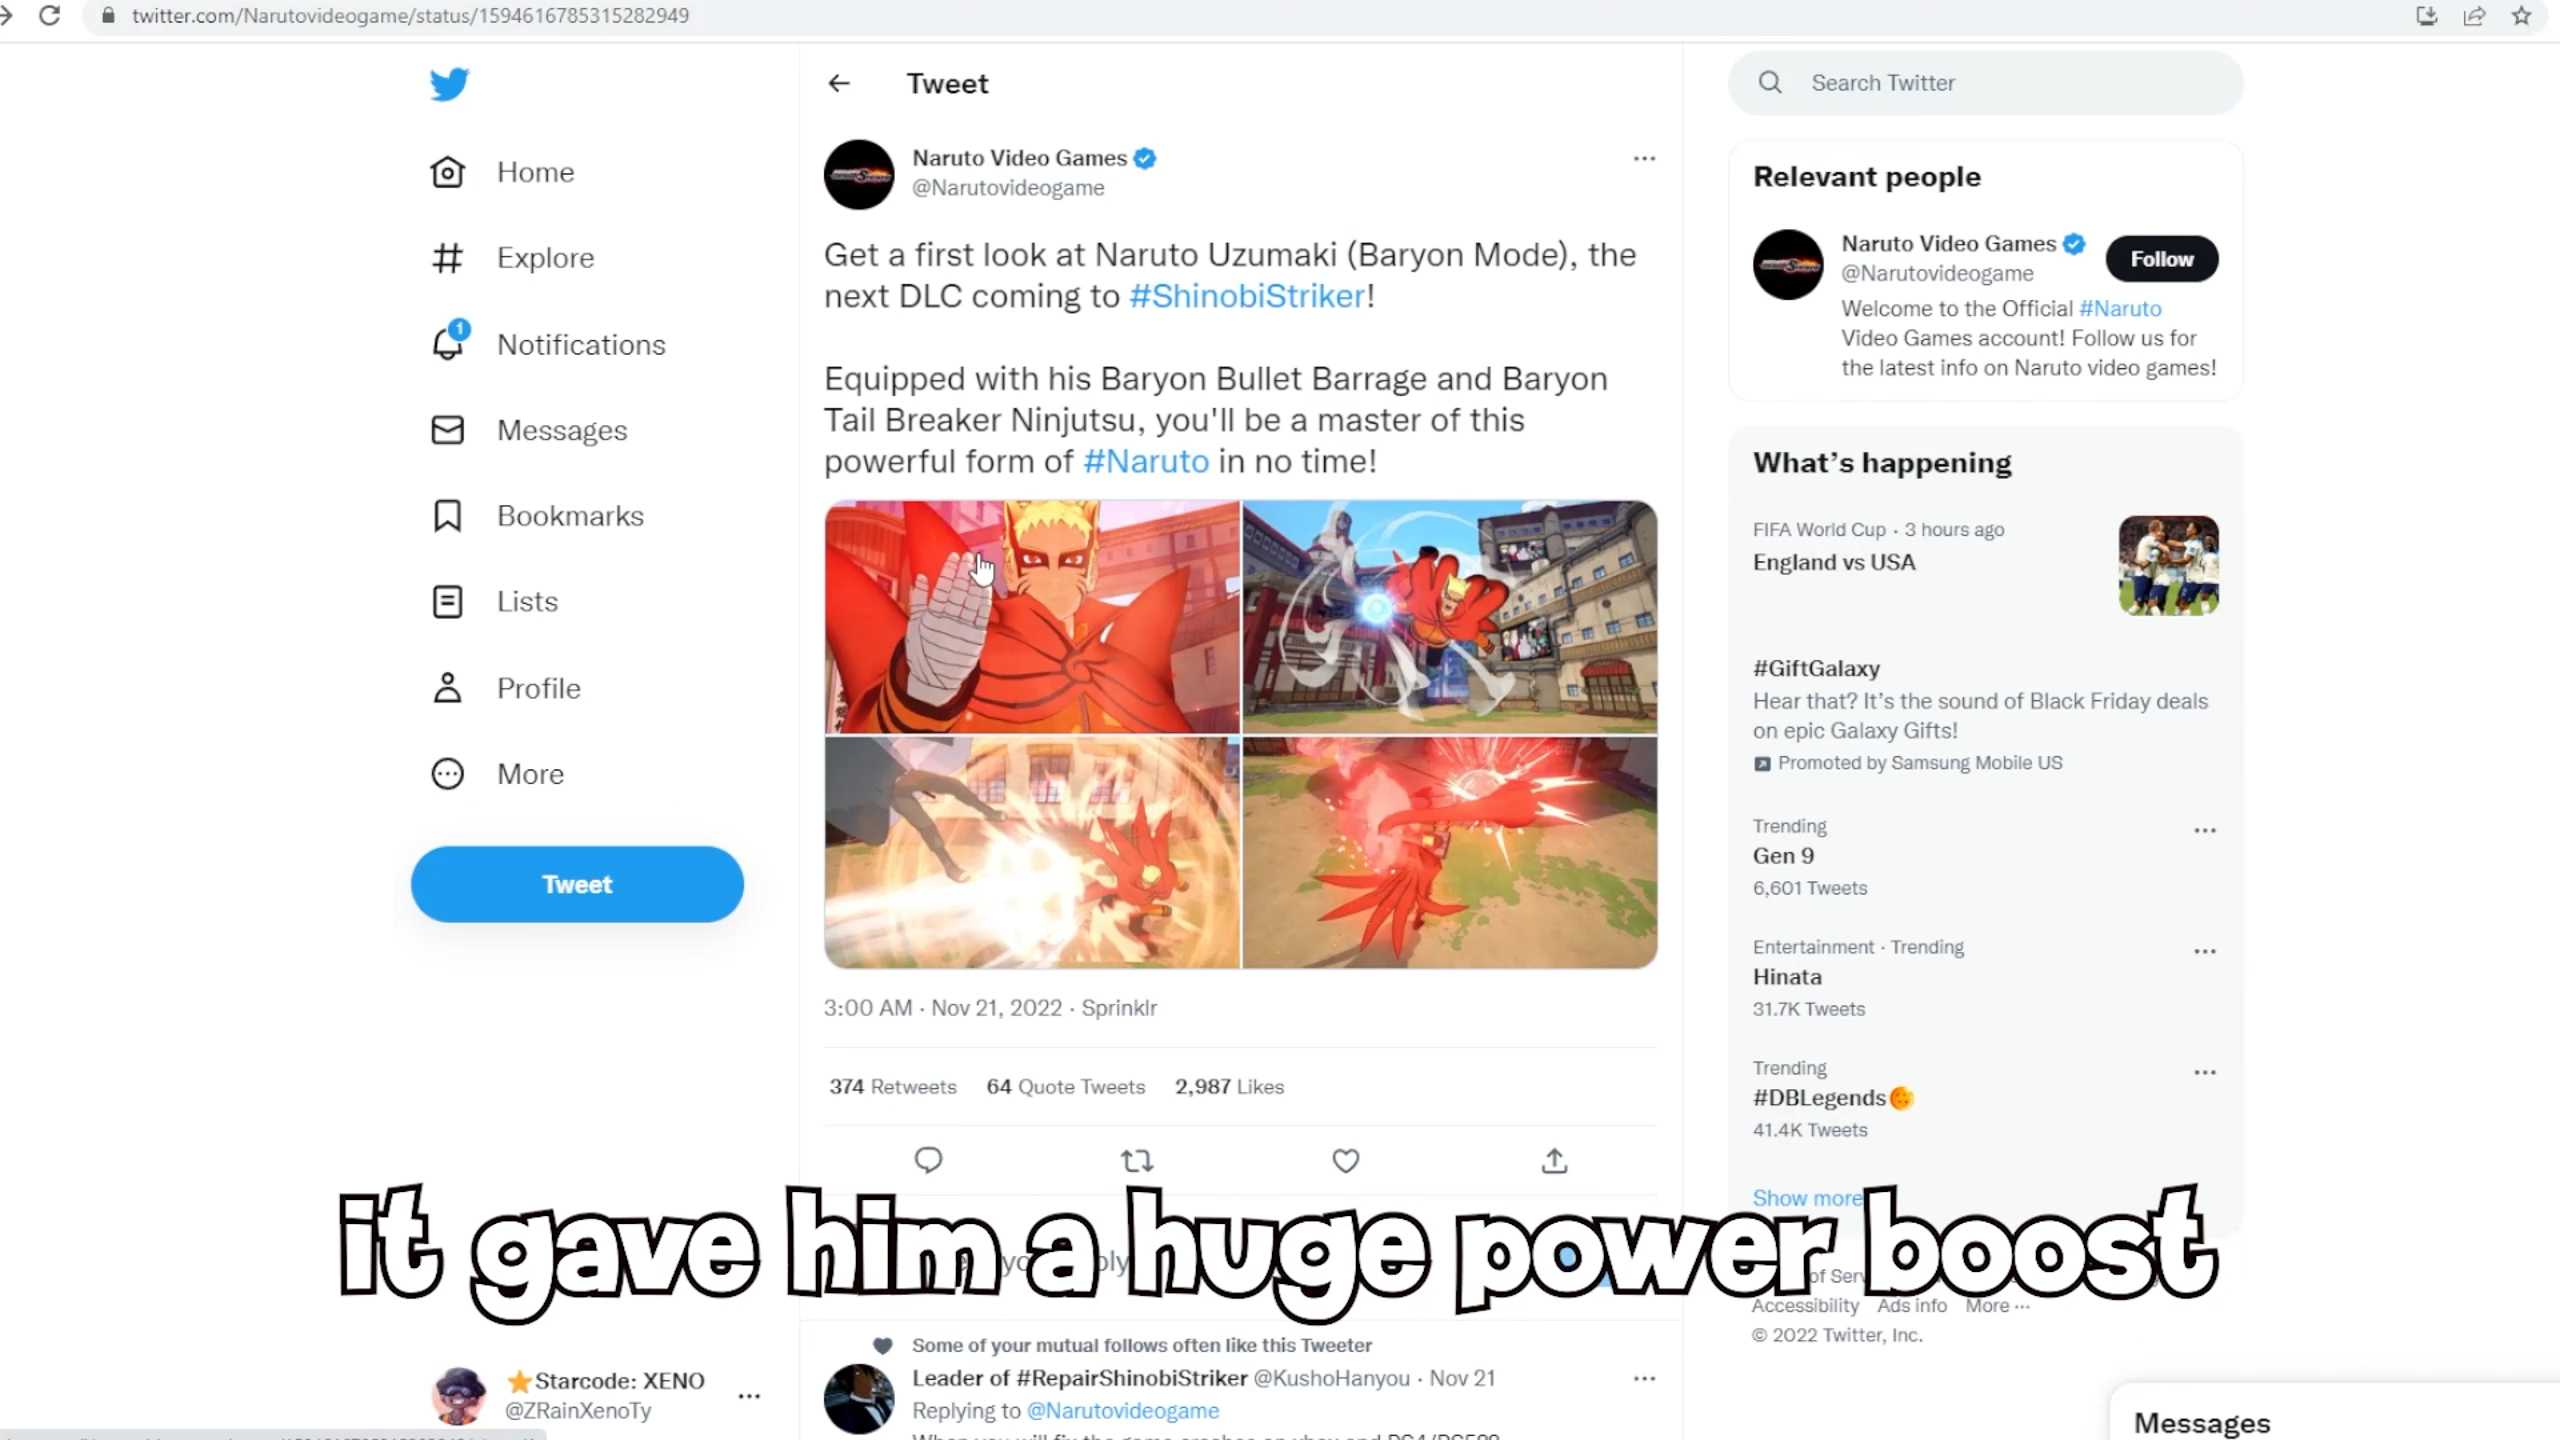 twitter.com/Narutovideogame/status/1594616785315282949
Home
Explore
1
Notifications
Messages
Bookmarks
Lists
Profile
More
Tweet
⭐Starcode: XENO
@ZRainXenoTy
Tweet
Naruto Video Games
@Narutovideogame
Get a first look at Naruto Uzumaki (Baryon Mode), the
next DLC coming to #ShinobiStriker!
Equipped with his Baryon Bullet Barrage and Baryon
Tail Breaker Ninjutsu, you'll be a master of this
powerful form of #Naruto in no time!
3:00 AM · Nov 21, 2022 · Sprinklr
374 Retweets 64 Quote Tweets 2,987 Likes
it gave him a huge power boost
Some of your mutual follows often like this Tweeter
Leader of #RepairShinobiStriker @KushoHanyou · Nov 21
Replying to @Narutovideogame
Search Twitter
Relevant people
Naruto Video Games
@Narutovideogame
Follow
Welcome to the Official #Naruto
Video Games account! Follow us for
the latest info on Naruto video games!
What's happening
FIFA World Cup · 3 hours ago
England vs USA
#GiftGalaxy
Hear that? It's the sound of Black Friday deals
on epic Galaxy Gifts!
Promoted by Samsung Mobile US
Trending
Gen 9
6,601 Tweets
Entertainment · Trending
Hinata
31.7K Tweets
Trending
#DBLegends
41.4K Tweets
Show more
of
Accessibility Ads info More ···
© 2022 Twitter, Inc.
Messages